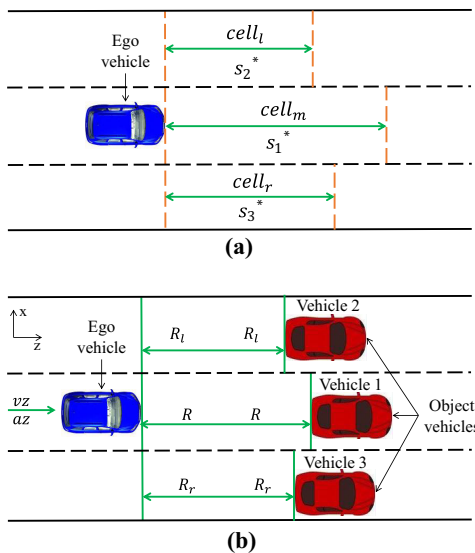 Ego
vehicle
cell_l
s_2^*
cell_m
s_1^*
cell_r
s_3^*
(a)
x
z
Ego
vehicle
Vehicle 2
R_l R_l
vz
az
Vehicle 1
R R
Object
vehicles
Vehicle 3
R_r R_r
(b)